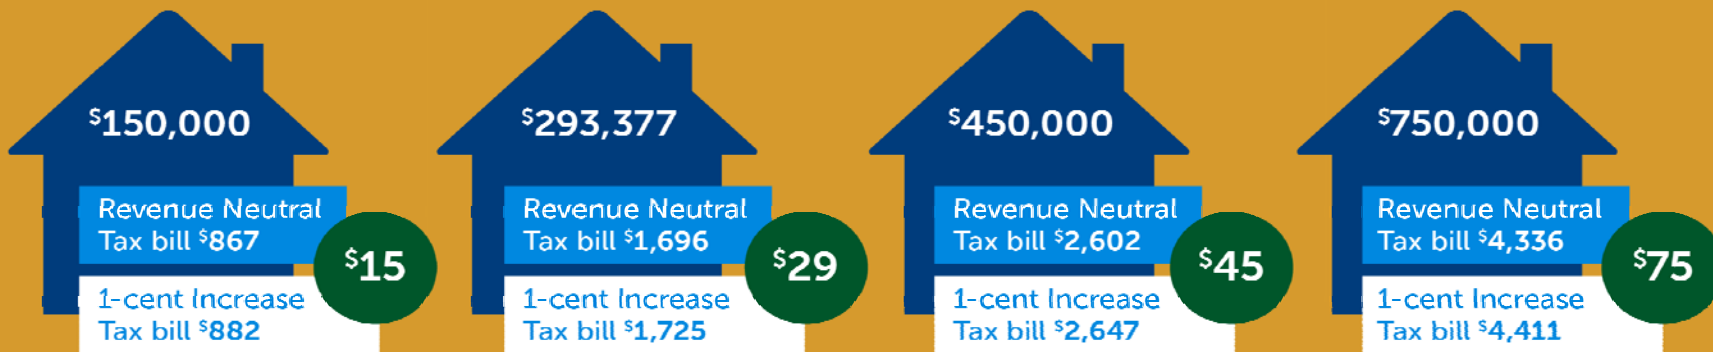 $150,000
Revenue Neutral
Tax bill $867
$15
1-cent Increase
Tax bill $882
$293,377
Revenue Neutral
Tax bill $1,696
$29
1-cent Increase
Tax bill $1,725
$450,000
Revenue Neutral
Tax bill $2,602
$45
1-cent Increase
Tax bill $2,647
$750,000
Revenue Neutral
Tax bill $4,336
$75
1-cent Increase
Tax bill $4,411